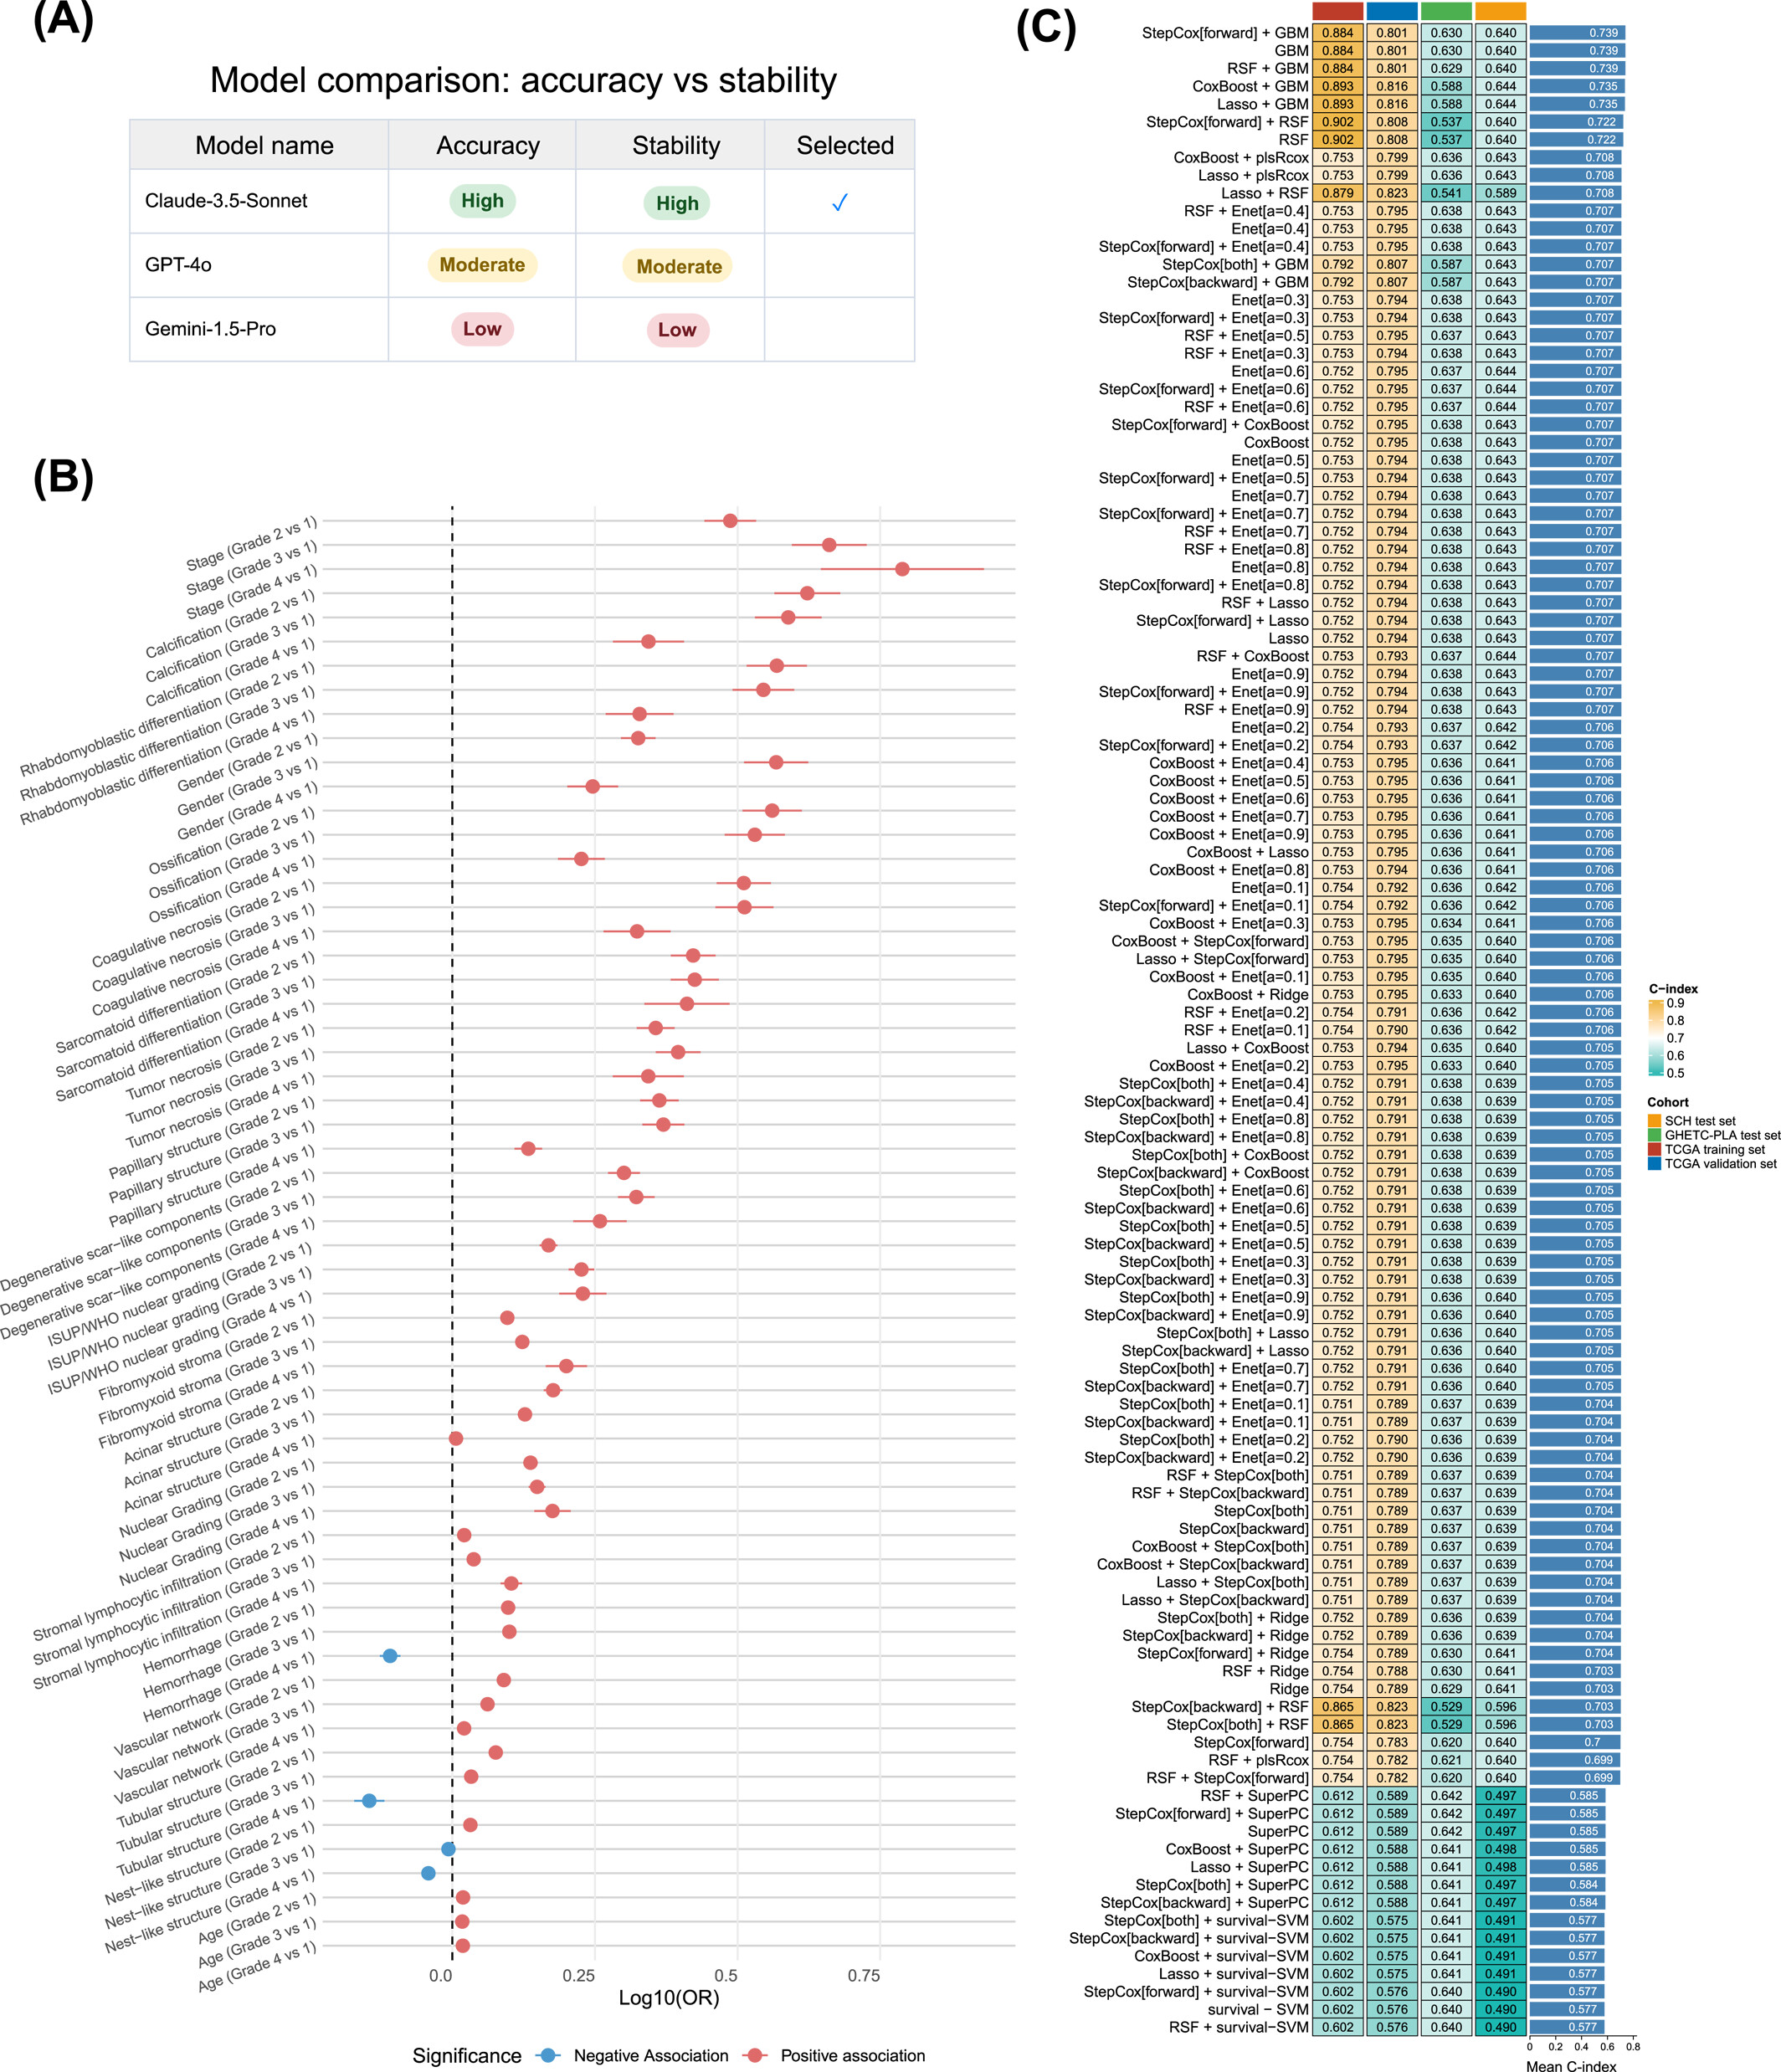 (A)
Model comparison: accuracy vs stability
Model name Accuracy Stability Selected
Claude-3.5-Sonnet High High ✓
GPT-4o Moderate Moderate
Gemini-1.5-Pro Low Low
(B)
Stage (Grade 2 vs 1)
Stage (Grade 3 vs 1)
Stage (Grade 4 vs 1)
Calcification (Grade 2 vs 1)
Calcification (Grade 3 vs 1)
Calcification (Grade 4 vs 1)
Rhabdomyoblastic differentiation (Grade 2 vs 1)
Rhabdomyoblastic differentiation (Grade 3 vs 1)
Rhabdomyoblastic differentiation (Grade 4 vs 1)
Gender (Grade 2 vs 1)
Gender (Grade 3 vs 1)
Gender (Grade 4 vs 1)
Ossification (Grade 2 vs 1)
Ossification (Grade 3 vs 1)
Ossification (Grade 4 vs 1)
Coagulative necrosis (Grade 2 vs 1)
Coagulative necrosis (Grade 3 vs 1)
Coagulative necrosis (Grade 4 vs 1)
Sarcomatoid differentiation (Grade 2 vs 1)
Sarcomatoid differentiation (Grade 3 vs 1)
Sarcomatoid differentiation (Grade 4 vs 1)
Tumor necrosis (Grade 2 vs 1)
Tumor necrosis (Grade 3 vs 1)
Tumor necrosis (Grade 4 vs 1)
Papillary structure (Grade 2 vs 1)
Papillary structure (Grade 3 vs 1)
Papillary structure (Grade 4 vs 1)
Degenerative scar−like components (Grade 2 vs 1)
Degenerative scar−like components (Grade 3 vs 1)
Degenerative scar−like components (Grade 4 vs 1)
ISUP/WHO nuclear grading (Grade 2 vs 1)
ISUP/WHO nuclear grading (Grade 3 vs 1)
ISUP/WHO nuclear grading (Grade 4 vs 1)
Fibromyxoid stroma (Grade 2 vs 1)
Fibromyxoid stroma (Grade 3 vs 1)
Fibromyxoid stroma (Grade 4 vs 1)
Acinar structure (Grade 2 vs 1)
Acinar structure (Grade 3 vs 1)
Acinar structure (Grade 4 vs 1)
Nuclear Grading (Grade 2 vs 1)
Nuclear Grading (Grade 3 vs 1)
Nuclear Grading (Grade 4 vs 1)
Stromal lymphocytic infiltration (Grade 2 vs 1)
Stromal lymphocytic infiltration (Grade 3 vs 1)
Stromal lymphocytic infiltration (Grade 4 vs 1)
Hemorrhage (Grade 2 vs 1)
Hemorrhage (Grade 3 vs 1)
Hemorrhage (Grade 4 vs 1)
Vascular network (Grade 2 vs 1)
Vascular network (Grade 3 vs 1)
Vascular network (Grade 4 vs 1)
Tubular structure (Grade 2 vs 1)
Tubular structure (Grade 3 vs 1)
Tubular structure (Grade 4 vs 1)
Nest−like structure (Grade 2 vs 1)
Nest−like structure (Grade 3 vs 1)
Nest−like structure (Grade 4 vs 1)
Age (Grade 2 vs 1)
Age (Grade 3 vs 1)
Age (Grade 4 vs 1)
0.0 0.25 0.5 0.75
Log10(OR)
Significance Negative Association Positive association
(C)
StepCox[forward] + GBM 0.884 0.801 0.630 0.640 0.739
GBM 0.884 0.801 0.630 0.640 0.739
RSF + GBM 0.884 0.801 0.629 0.640 0.739
CoxBoost + GBM 0.893 0.816 0.588 0.644 0.735
Lasso + GBM 0.893 0.816 0.588 0.644 0.735
StepCox[forward] + RSF 0.902 0.808 0.537 0.640 0.722
RSF 0.902 0.808 0.537 0.640 0.722
CoxBoost + plsRcox 0.753 0.799 0.636 0.643 0.708
Lasso + plsRcox 0.753 0.799 0.636 0.643 0.708
Lasso + RSF 0.879 0.823 0.541 0.589 0.708
RSF + Enet[a=0.4] 0.753 0.795 0.638 0.643 0.707
Enet[a=0.4] 0.753 0.795 0.638 0.643 0.707
StepCox[forward] + Enet[a=0.4] 0.753 0.795 0.638 0.643 0.707
StepCox[both] + GBM 0.792 0.807 0.587 0.643 0.707
StepCox[backward] + GBM 0.792 0.807 0.587 0.643 0.707
Enet[a=0.3] 0.753 0.794 0.638 0.643 0.707
StepCox[forward] + Enet[a=0.3] 0.753 0.794 0.638 0.643 0.707
RSF + Enet[a=0.5] 0.753 0.795 0.637 0.643 0.707
RSF + Enet[a=0.3] 0.753 0.794 0.638 0.643 0.707
Enet[a=0.6] 0.752 0.795 0.637 0.644 0.707
StepCox[forward] + Enet[a=0.6] 0.752 0.795 0.637 0.644 0.707
RSF + Enet[a=0.6] 0.752 0.795 0.637 0.644 0.707
StepCox[forward] + CoxBoost 0.752 0.795 0.638 0.643 0.707
CoxBoost 0.752 0.795 0.638 0.643 0.707
Enet[a=0.5] 0.753 0.794 0.638 0.643 0.707
StepCox[forward] + Enet[a=0.5] 0.753 0.794 0.638 0.643 0.707
Enet[a=0.7] 0.752 0.794 0.638 0.643 0.707
StepCox[forward] + Enet[a=0.7] 0.752 0.794 0.638 0.643 0.707
RSF + Enet[a=0.7] 0.752 0.794 0.638 0.643 0.707
RSF + Enet[a=0.8] 0.752 0.794 0.638 0.643 0.707
Enet[a=0.8] 0.752 0.794 0.638 0.643 0.707
StepCox[forward] + Enet[a=0.8] 0.752 0.794 0.638 0.643 0.707
RSF + Lasso 0.752 0.794 0.638 0.643 0.707
StepCox[forward] + Lasso 0.752 0.794 0.638 0.643 0.707
Lasso 0.752 0.794 0.638 0.643 0.707
RSF + CoxBoost 0.753 0.793 0.637 0.644 0.707
Enet[a=0.9] 0.752 0.794 0.638 0.643 0.707
StepCox[forward] + Enet[a=0.9] 0.752 0.794 0.638 0.643 0.707
RSF + Enet[a=0.9] 0.752 0.794 0.638 0.643 0.707
Enet[a=0.2] 0.754 0.793 0.637 0.642 0.706
StepCox[forward] + Enet[a=0.2] 0.754 0.793 0.637 0.642 0.706
CoxBoost + Enet[a=0.4] 0.753 0.795 0.636 0.641 0.706
CoxBoost + Enet[a=0.5] 0.753 0.795 0.636 0.641 0.706
CoxBoost + Enet[a=0.6] 0.753 0.795 0.636 0.641 0.706
CoxBoost + Enet[a=0.7] 0.753 0.795 0.636 0.641 0.706
CoxBoost + Enet[a=0.9] 0.753 0.795 0.636 0.641 0.706
CoxBoost + Lasso 0.753 0.795 0.636 0.641 0.706
CoxBoost + Enet[a=0.8] 0.753 0.794 0.636 0.641 0.706
Enet[a=0.1] 0.754 0.792 0.636 0.642 0.706
StepCox[forward] + Enet[a=0.1] 0.754 0.792 0.636 0.642 0.706
CoxBoost + Enet[a=0.3] 0.753 0.795 0.634 0.641 0.706
CoxBoost + StepCox[forward] 0.753 0.795 0.635 0.640 0.706
Lasso + StepCox[forward] 0.753 0.795 0.635 0.640 0.706
CoxBoost + Enet[a=0.1] 0.753 0.795 0.635 0.640 0.706
CoxBoost + Ridge 0.753 0.795 0.633 0.640 0.706
RSF + Enet[a=0.2] 0.754 0.791 0.636 0.642 0.706
RSF + Enet[a=0.1] 0.754 0.790 0.636 0.642 0.706
Lasso + CoxBoost 0.753 0.794 0.635 0.640 0.705
CoxBoost + Enet[a=0.2] 0.753 0.795 0.633 0.640 0.705
StepCox[both] + Enet[a=0.4] 0.752 0.791 0.638 0.639 0.705
StepCox[backward] + Enet[a=0.4] 0.752 0.791 0.638 0.639 0.705
StepCox[both] + Enet[a=0.8] 0.752 0.791 0.638 0.639 0.705
StepCox[backward] + Enet[a=0.8] 0.752 0.791 0.638 0.639 0.705
StepCox[both] + CoxBoost 0.752 0.791 0.638 0.639 0.705
StepCox[backward] + CoxBoost 0.752 0.791 0.638 0.639 0.705
StepCox[both] + Enet[a=0.6] 0.752 0.791 0.638 0.639 0.705
StepCox[backward] + Enet[a=0.6] 0.752 0.791 0.638 0.639 0.705
StepCox[both] + Enet[a=0.5] 0.752 0.791 0.638 0.639 0.705
StepCox[backward] + Enet[a=0.5] 0.752 0.791 0.638 0.639 0.705
StepCox[both] + Enet[a=0.3] 0.752 0.791 0.638 0.639 0.705
StepCox[backward] + Enet[a=0.3] 0.752 0.791 0.638 0.639 0.705
StepCox[both] + Enet[a=0.9] 0.752 0.791 0.636 0.640 0.705
StepCox[backward] + Enet[a=0.9] 0.752 0.791 0.636 0.640 0.705
StepCox[both] + Lasso 0.752 0.791 0.636 0.640 0.705
StepCox[backward] + Lasso 0.752 0.791 0.636 0.640 0.705
StepCox[both] + Enet[a=0.7] 0.752 0.791 0.636 0.640 0.705
StepCox[backward] + Enet[a=0.7] 0.752 0.791 0.636 0.640 0.705
StepCox[both] + Enet[a=0.1] 0.751 0.789 0.637 0.639 0.704
StepCox[backward] + Enet[a=0.1] 0.751 0.789 0.637 0.639 0.704
StepCox[both] + Enet[a=0.2] 0.752 0.790 0.636 0.639 0.704
StepCox[backward] + Enet[a=0.2] 0.752 0.790 0.636 0.639 0.704
RSF + StepCox[both] 0.751 0.789 0.637 0.639 0.704
RSF + StepCox[backward] 0.751 0.789 0.637 0.639 0.704
StepCox[both] 0.751 0.789 0.637 0.639 0.704
StepCox[backward] 0.751 0.789 0.637 0.639 0.704
CoxBoost + StepCox[both] 0.751 0.789 0.637 0.639 0.704
CoxBoost + StepCox[backward] 0.751 0.789 0.637 0.639 0.704
Lasso + StepCox[both] 0.751 0.789 0.637 0.639 0.704
Lasso + StepCox[backward] 0.751 0.789 0.637 0.639 0.704
StepCox[both] + Ridge 0.752 0.789 0.636 0.639 0.704
StepCox[backward] + Ridge 0.752 0.789 0.636 0.639 0.704
StepCox[forward] + Ridge 0.754 0.789 0.630 0.641 0.704
RSF + Ridge 0.754 0.788 0.630 0.641 0.703
Ridge 0.754 0.789 0.629 0.641 0.703
StepCox[backward] + RSF 0.865 0.823 0.529 0.596 0.703
StepCox[both] + RSF 0.865 0.823 0.529 0.596 0.703
StepCox[forward] 0.754 0.783 0.620 0.640 0.7
RSF + plsRcox 0.754 0.782 0.621 0.640 0.699
RSF + StepCox[forward] 0.754 0.782 0.620 0.640 0.699
RSF + SuperPC 0.612 0.589 0.642 0.497 0.585
StepCox[forward] + SuperPC 0.612 0.589 0.642 0.497 0.585
SuperPC 0.612 0.589 0.642 0.497 0.585
CoxBoost + SuperPC 0.612 0.588 0.641 0.498 0.585
Lasso + SuperPC 0.612 0.588 0.641 0.498 0.585
StepCox[both] + SuperPC 0.612 0.588 0.641 0.497 0.584
StepCox[backward] + SuperPC 0.612 0.588 0.641 0.497 0.584
StepCox[both] + survival−SVM 0.602 0.575 0.641 0.491 0.577
StepCox[backward] + survival−SVM 0.602 0.575 0.641 0.491 0.577
CoxBoost + survival−SVM 0.602 0.575 0.641 0.491 0.577
Lasso + survival−SVM 0.602 0.575 0.641 0.491 0.577
StepCox[forward] + survival−SVM 0.602 0.576 0.640 0.490 0.577
survival − SVM 0.602 0.576 0.640 0.490 0.577
RSF + survival−SVM 0.602 0.576 0.640 0.490 0.577
0 0.2 0.4 0.6 0.8
Mean C-index
C-index
0.9
0.8
0.7
0.6
0.5
Cohort
SCH test set
GHETC-PLA test set
TCGA training set
TCGA validation set